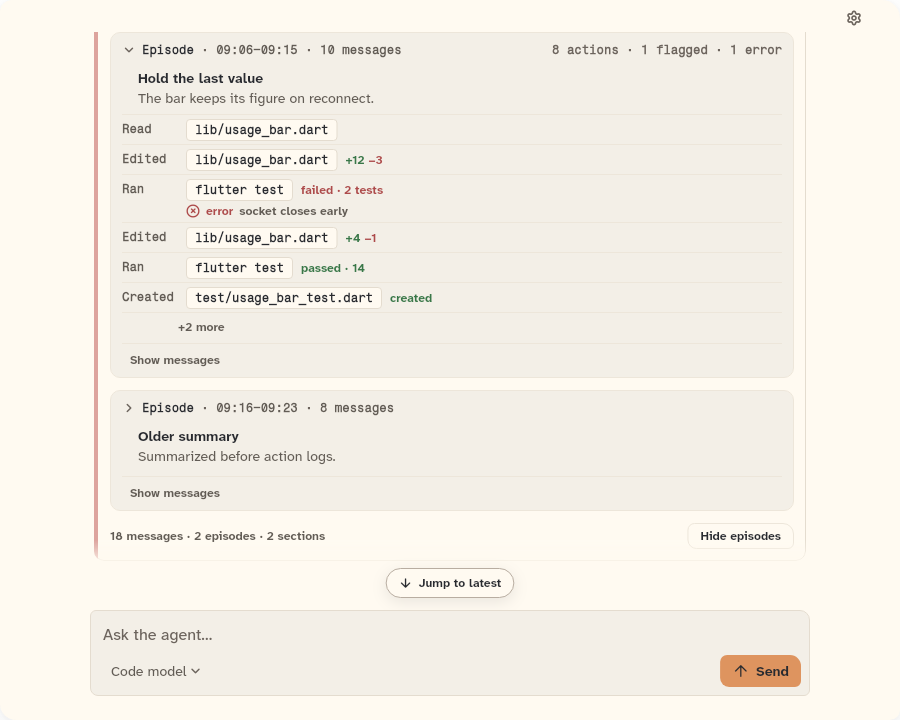 Episode · 09:06–09:15 · 10 messages 8 actions · 1 flagged · 1 error
Hold the last value
The bar keeps its figure on reconnect.
Read lib/usage_bar.dart
Edited lib/usage_bar.dart +12 −3
Ran flutter test failed · 2 tests
error socket closes early
Edited lib/usage_bar.dart +4 −1
Ran flutter test passed · 14
Created test/usage_bar_test.dart created
+2 more
Show messages
Episode · 09:16–09:23 · 8 messages
Older summary
Summarized before action logs.
Show messages
18 messages · 2 episodes · 2 sections Hide episodes
Jump to latest
Ask the agent...
Code model Send